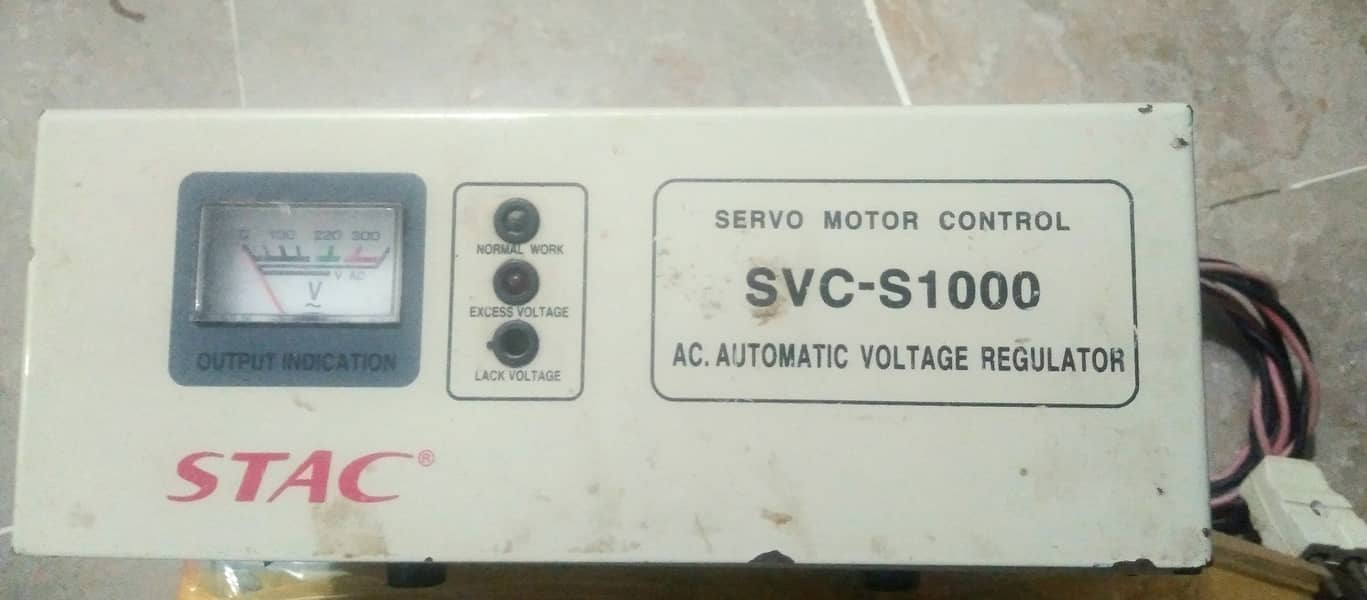 0 100 220 300
V AC
V
~
OUTPUT INDICATION
NORMAL WORK
EXCESS VOLTAGE
LACK VOLTAGE
SERVO MOTOR CONTROL
SVC-S1000
AC. AUTOMATIC VOLTAGE REGULATOR
STAC®